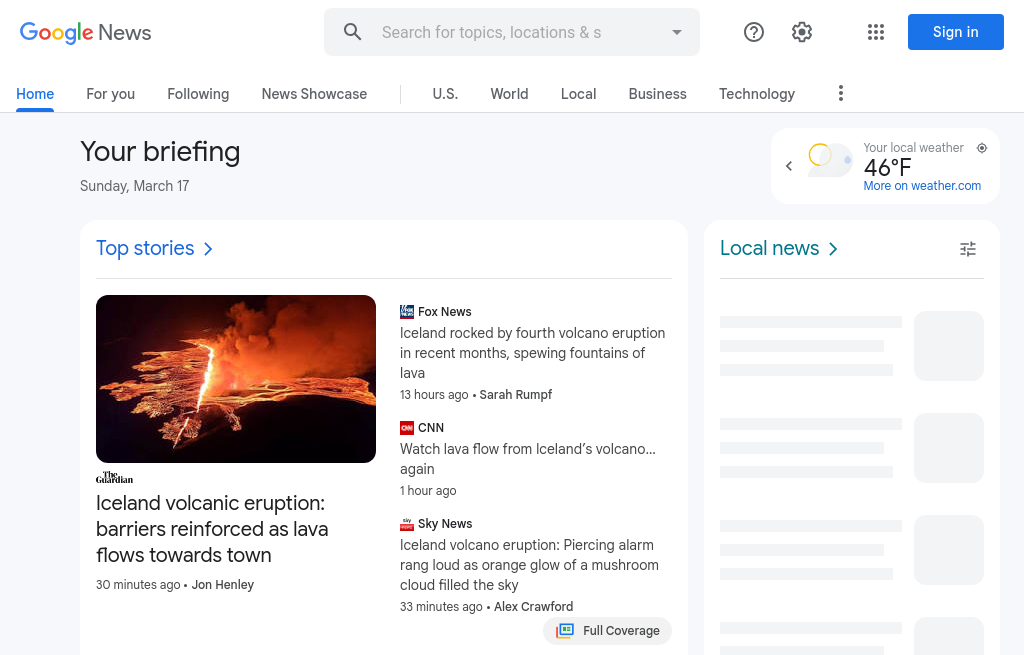 Google News
Search for topics, locations & s
Sign in
Home
For you
Following
News Showcase
U.S.
World
Local
Business
Technology
Your briefing
Sunday, March 17
Your local weather
46°F
More on weather.com
Top stories
The Guardian
Iceland volcanic eruption:
barriers reinforced as lava
flows towards town
30 minutes ago • Jon Henley
Fox News
Iceland rocked by fourth volcano eruption
in recent months, spewing fountains of
lava
13 hours ago • Sarah Rumpf
CNN
Watch lava flow from Iceland’s volcano…
again
1 hour ago
Sky News
Iceland volcano eruption: Piercing alarm
rang loud as orange glow of a mushroom
cloud filled the sky
33 minutes ago • Alex Crawford
Full Coverage
Local news